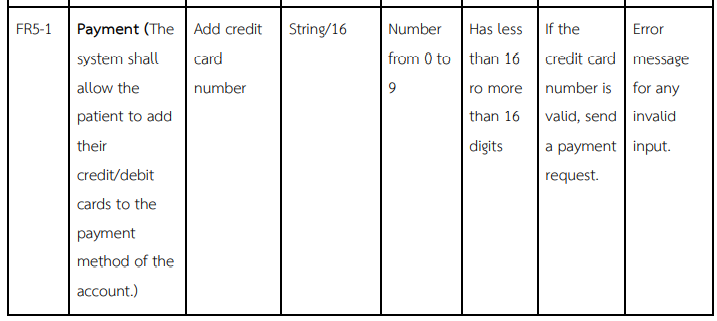 FR5-1
Payment (The
system shall
allow the
patient to add
their
credit/debit
cards to the
payment
method of the
account.)
Add credit
card
number
String/16
Number
from 0 to
9
Has less
than 16
ro more
than 16
digits
If the
credit card
number is
valid, send
a payment
request.
Error
message
for any
invalid
input.